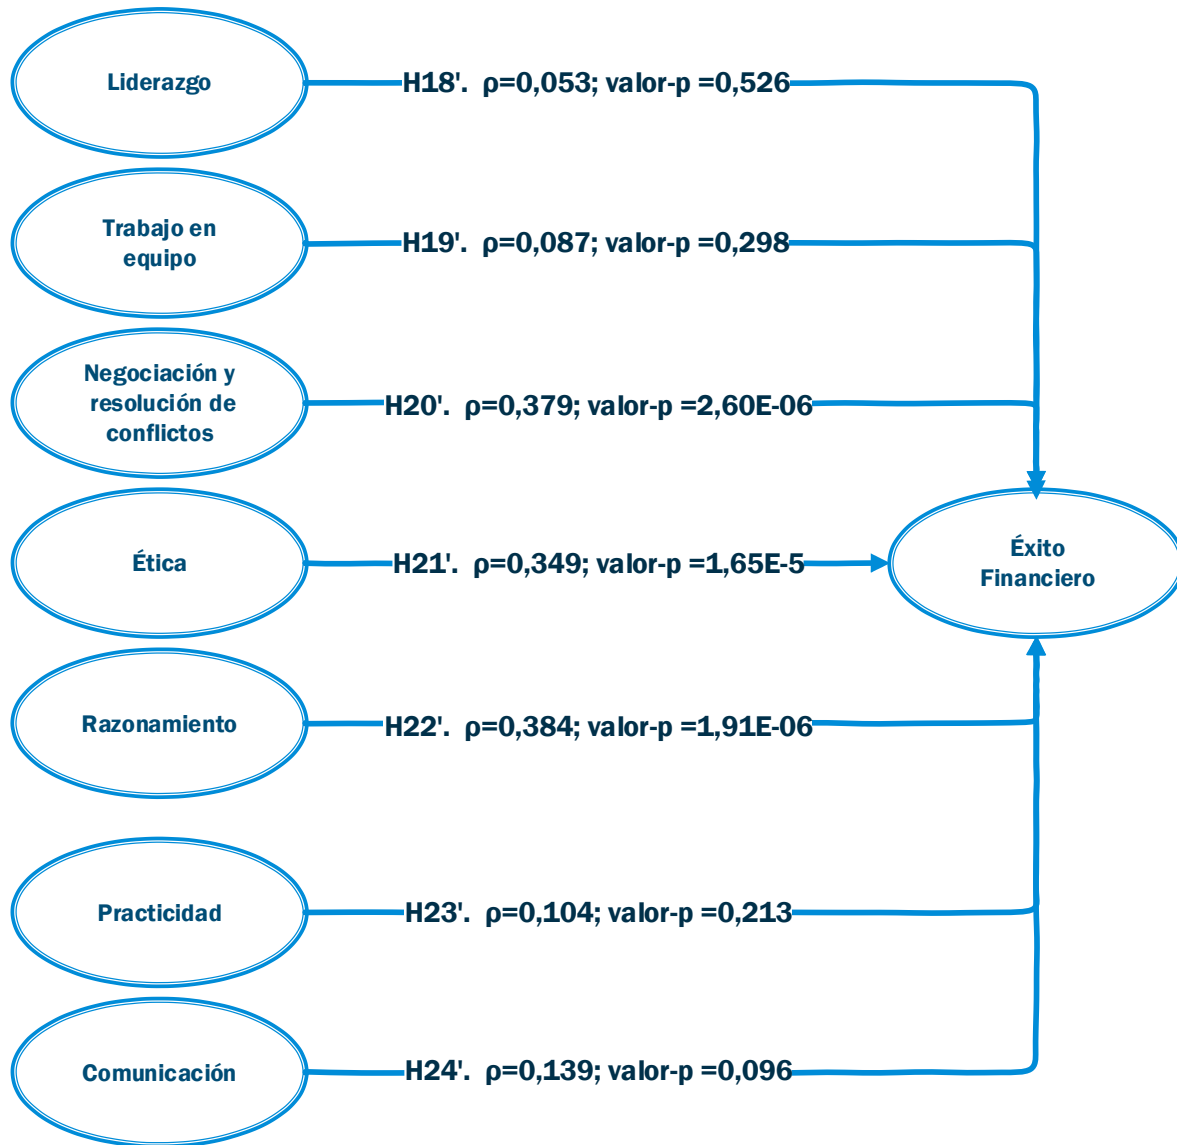 Liderazgo
H18'. ρ=0,053; valor-p =0,526
Trabajo en
equipo
H19'. ρ=0,087; valor-p =0,298
Negociación y
resolución de
conflictos
H20'. ρ=0,379; valor-p =2,60E-06
Ética
H21'. ρ=0,349; valor-p =1,65E-5
Éxito
Financiero
Razonamiento
H22'. ρ=0,384; valor-p =1,91E-06
Practicidad
H23'. ρ=0,104; valor-p =0,213
Comunicación
H24'. ρ=0,139; valor-p =0,096